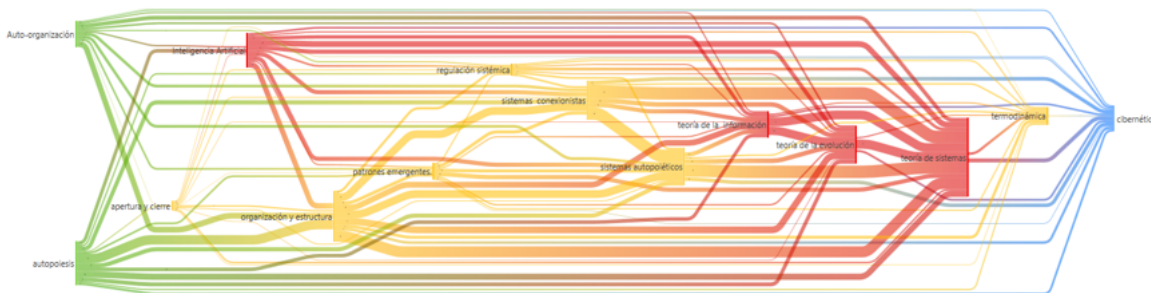 Auto-organización
Inteligencia Artificial
regulación sistémica
sistemas conexionistas
termodinámica
cibernétic
teoría de la información
teoría de la evolución
teoría de sistemas
sistemas autopoiéticos
patrones emergentes
apertura y cierre
organización y estructura
autopoiesis